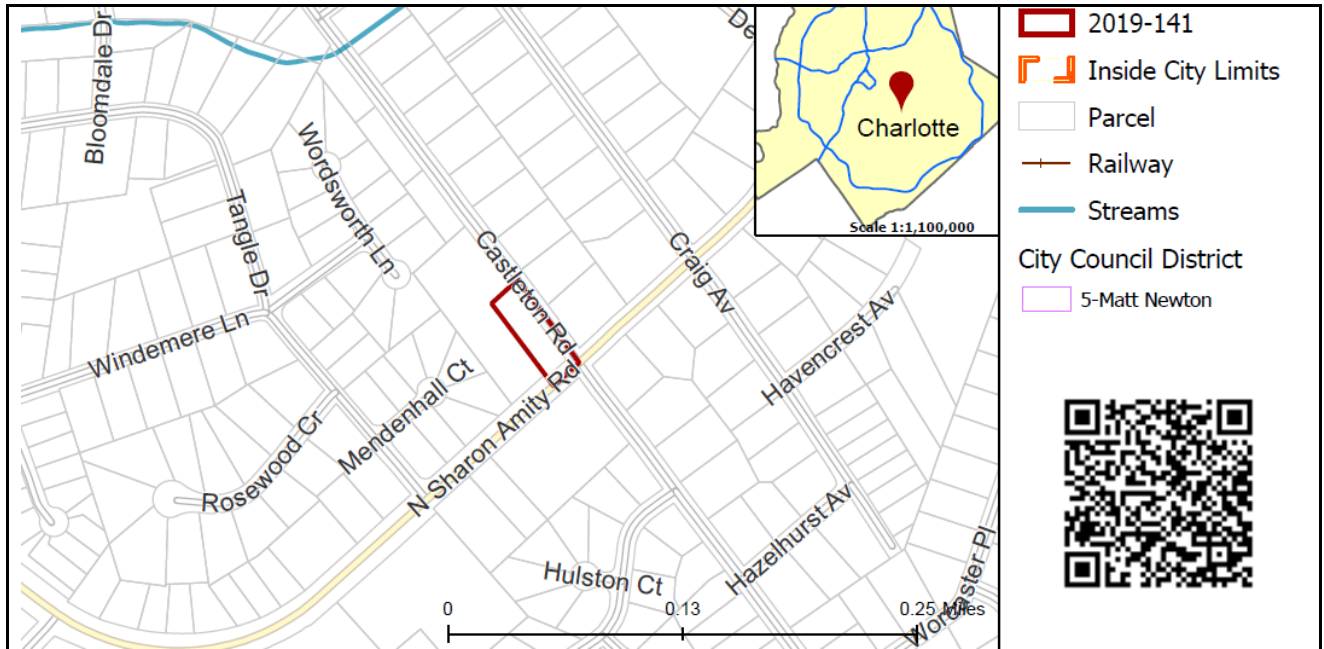 Bloomdale Dr
Wordsworth Ln
Tangle Dr
Windemere Ln
Rosewood Cr
Mendenhall Ct
Castleton Rd
N Sharon Amity Rd
Craig Av
Havencrest Av
Hazelhurst Av
Hulston Ct
Worcaster Pl
De
0
0.13
0.25 Miles
Charlotte
Scale 1:1,100,000
2019-141
Inside City Limits
Parcel
Railway
Streams
City Council District
5-Matt Newton